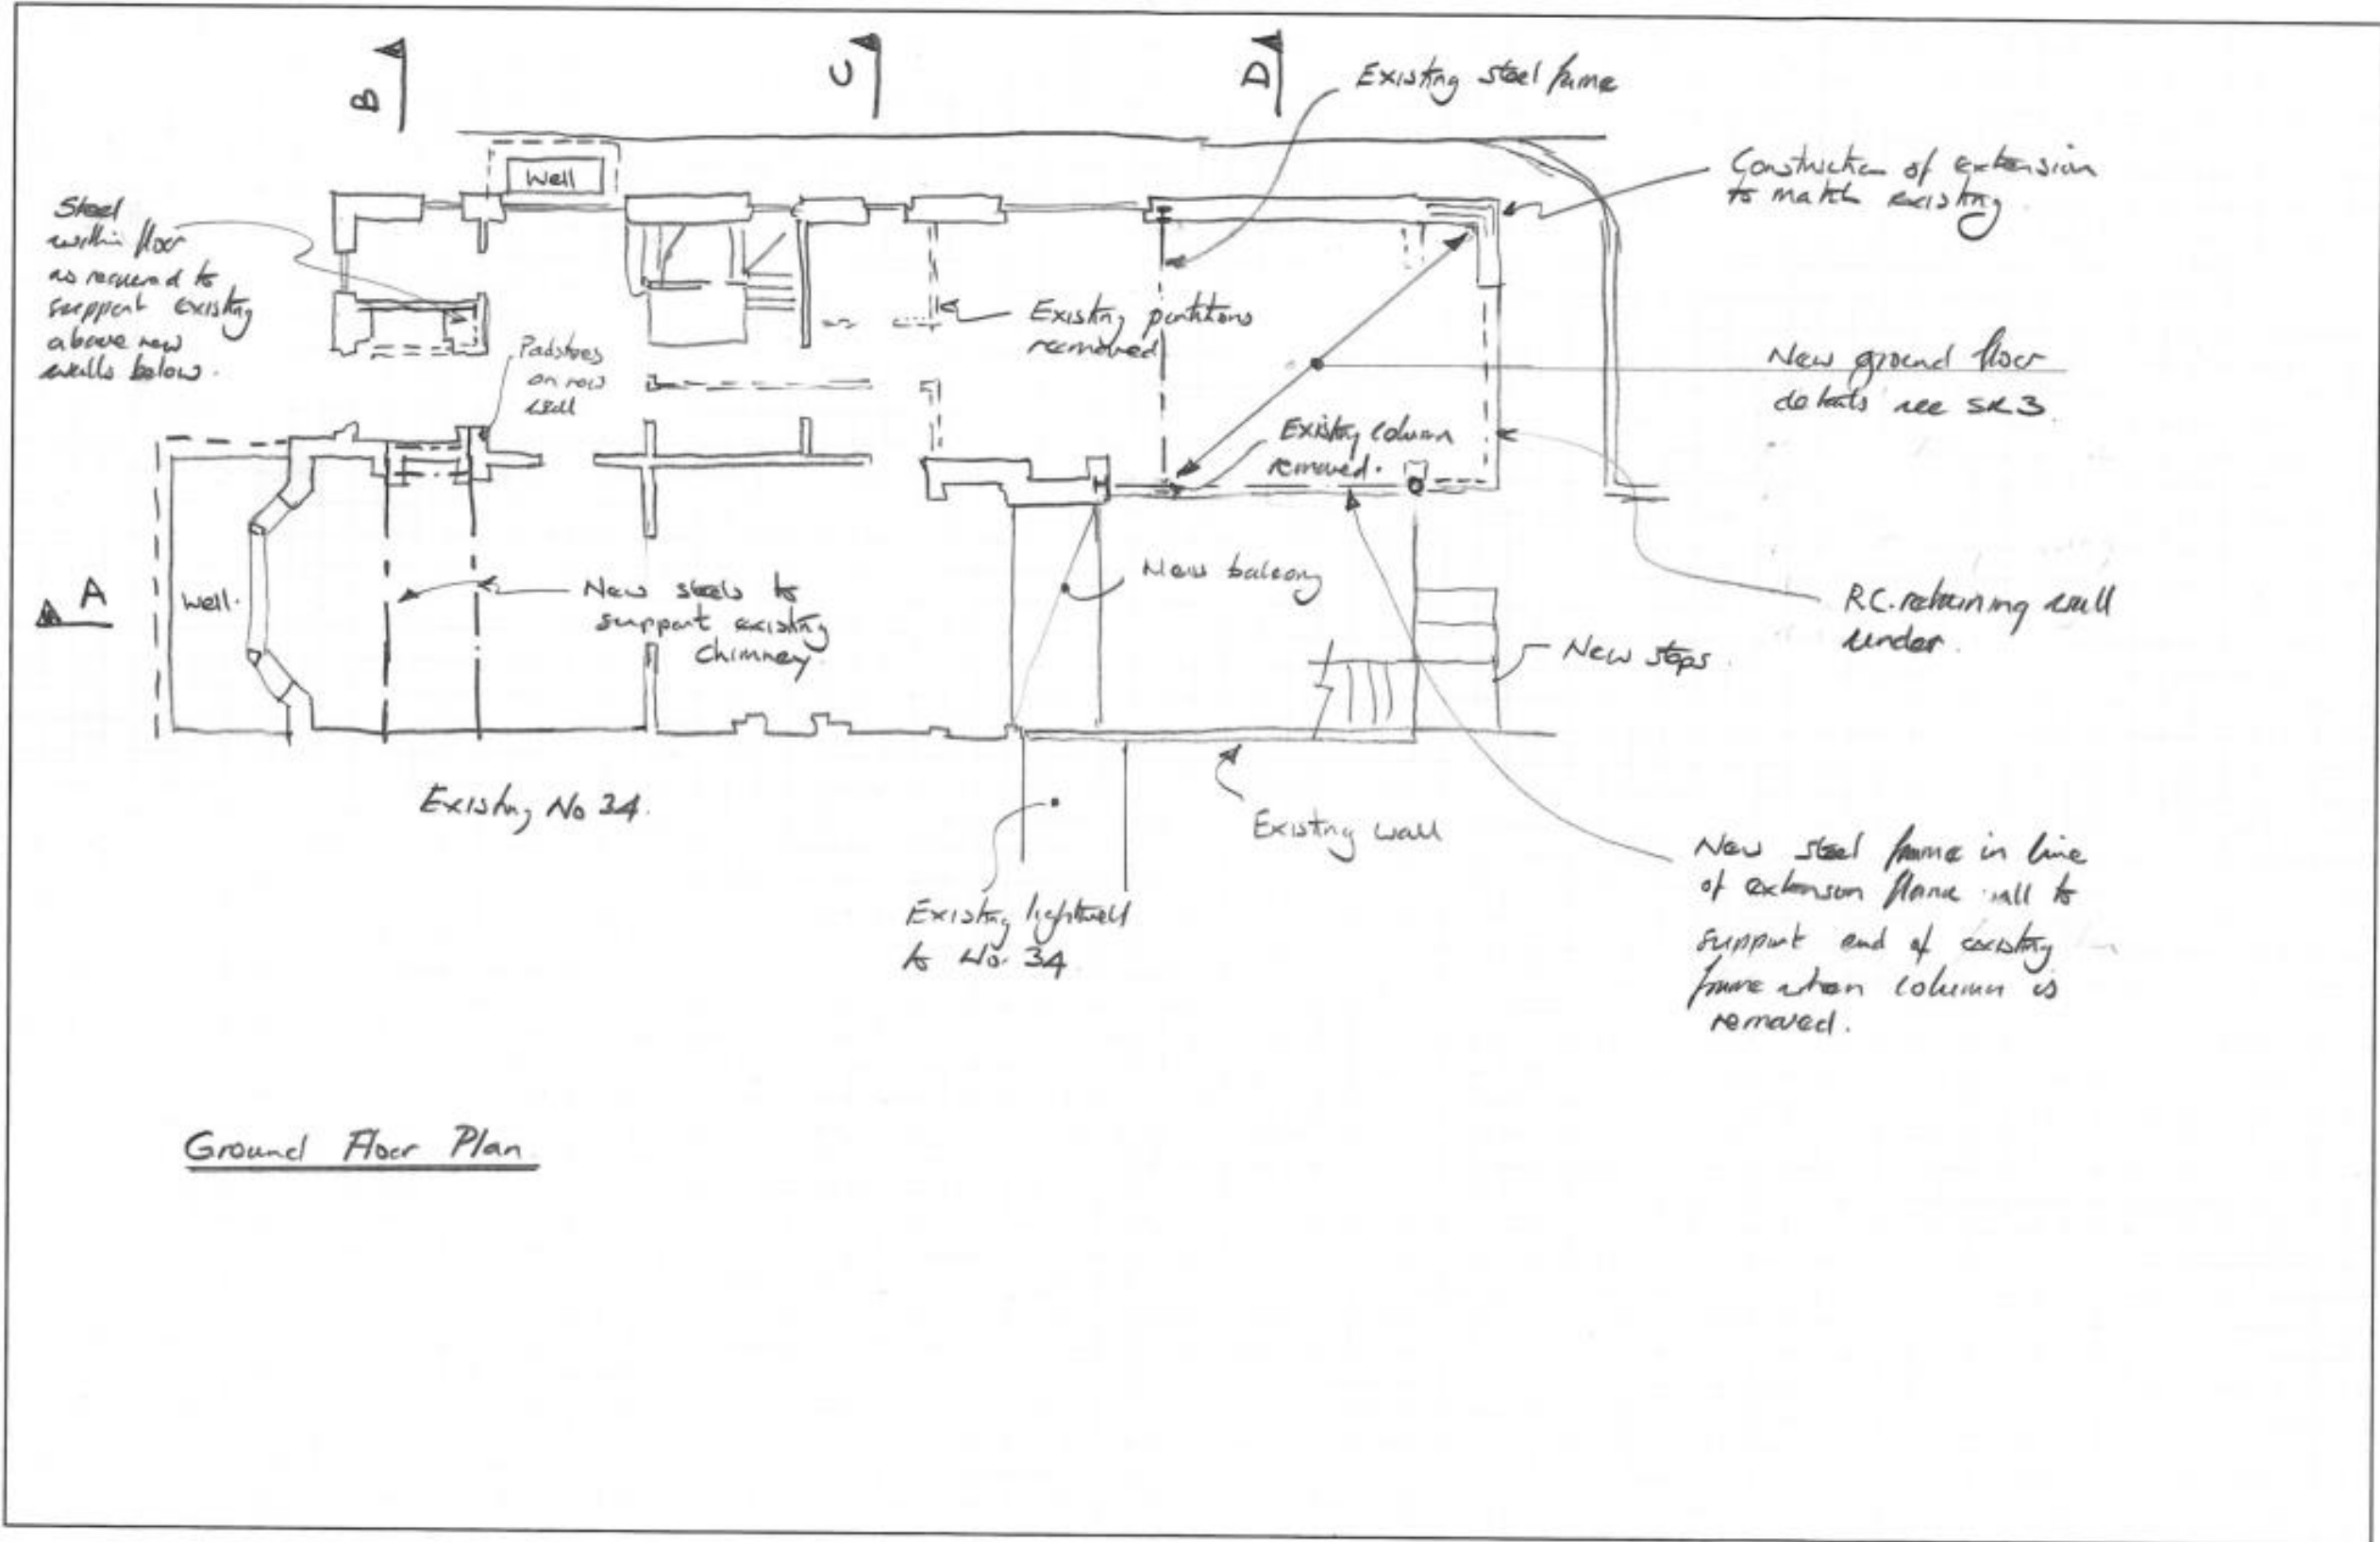 B
C
D
Existing steel frame
Construction of extension
to match existing
Well
Steel
within floor
as required to
support existing
above new
walls below.
Padstones
on new
wall
Existing partitions
removed
New ground floor
details see SK3
Existing column
removed.
A
Well.
New steels to
support existing
chimney
New balcony
New steps.
R.C. retaining wall
under.
Existing No 34.
Existing wall
Existing lightwell
to No. 34
New steel frame in line
of extension flank wall to
support end of existing
frame when column is
removed.
Ground Floor Plan